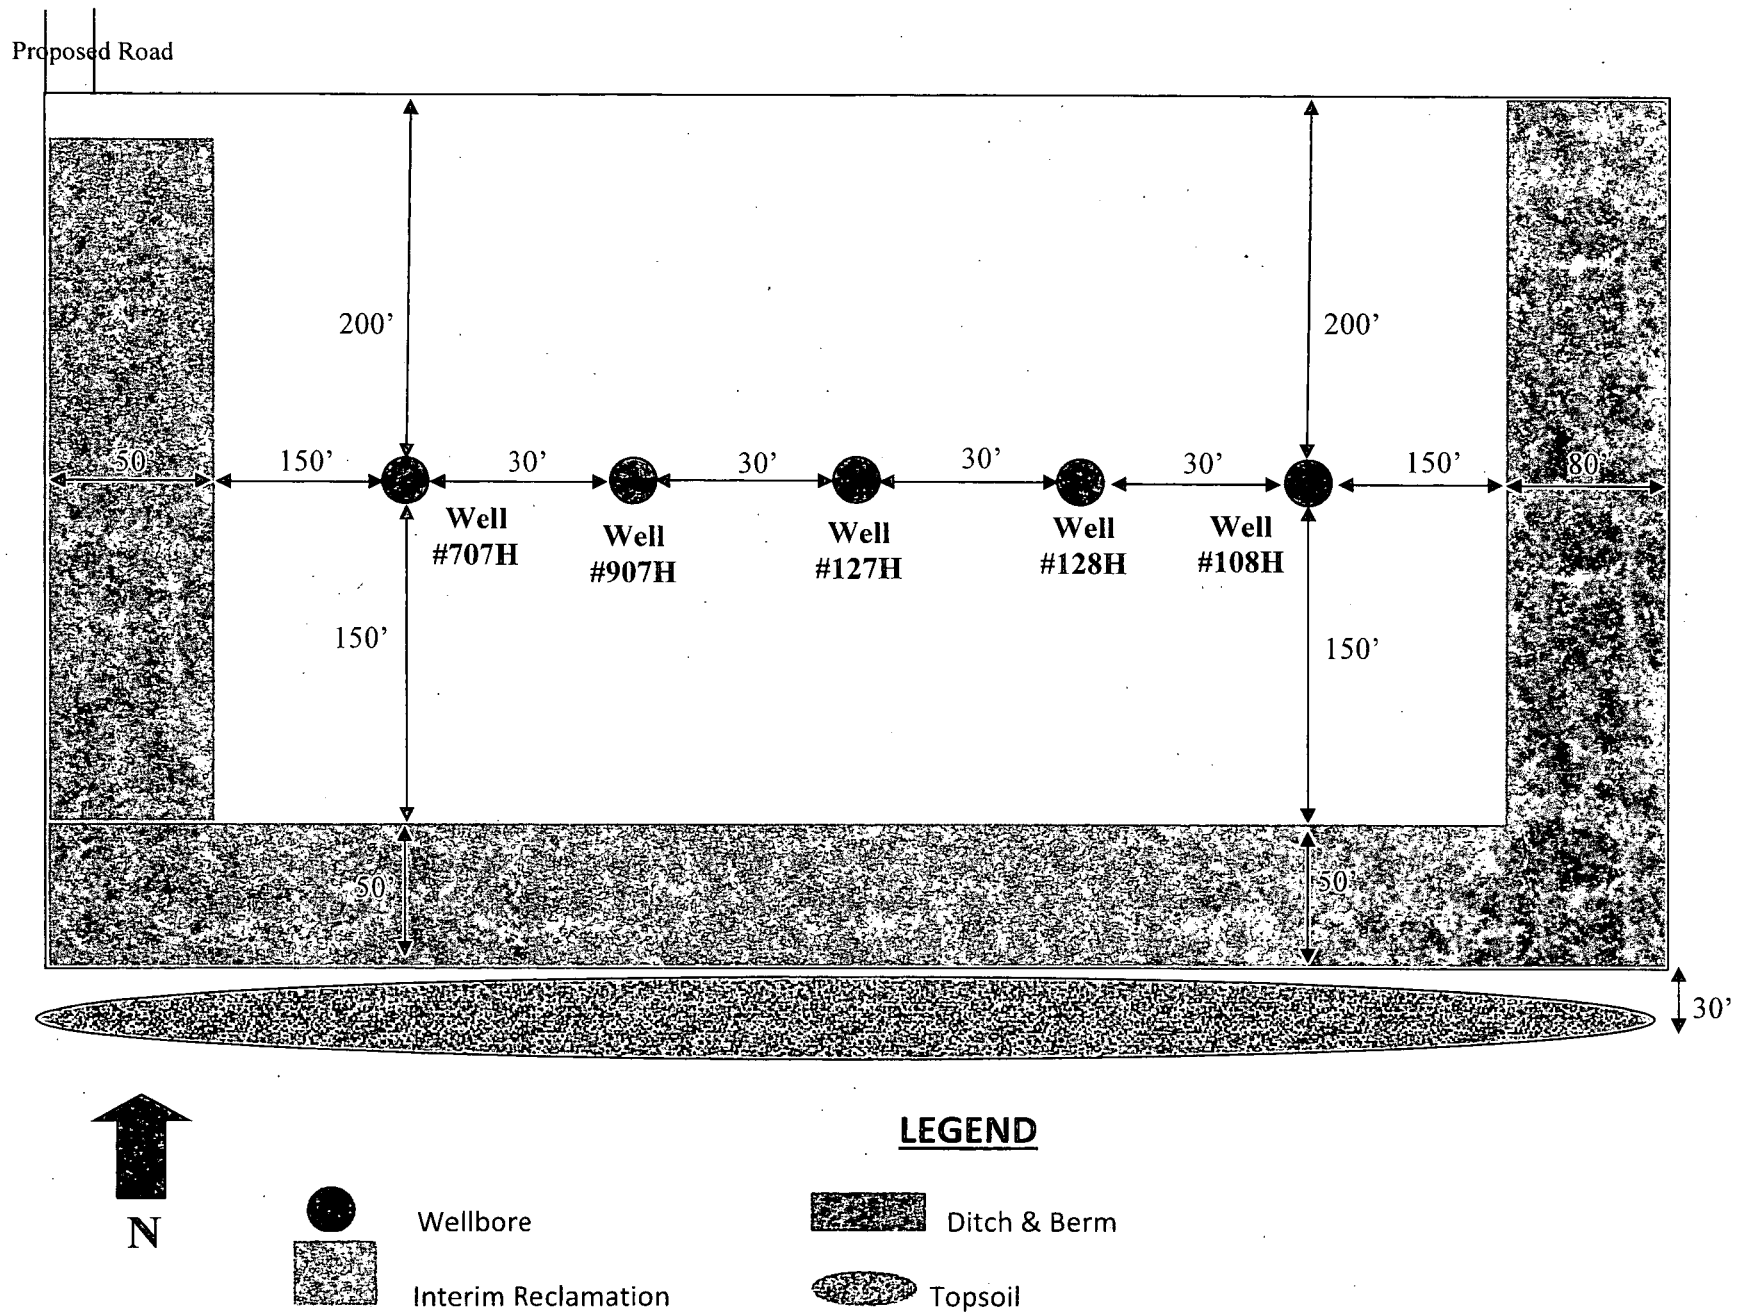 Proposed Road
200’
200’
50’
150’
30’
30’
30’
30’
150’
80’
Well
#707H
Well
#907H
Well
#127H
Well
#128H
Well
#108H
150’
150’
50’
50’
30’
LEGEND
N
Wellbore
Ditch & Berm
Interim Reclamation
Topsoil